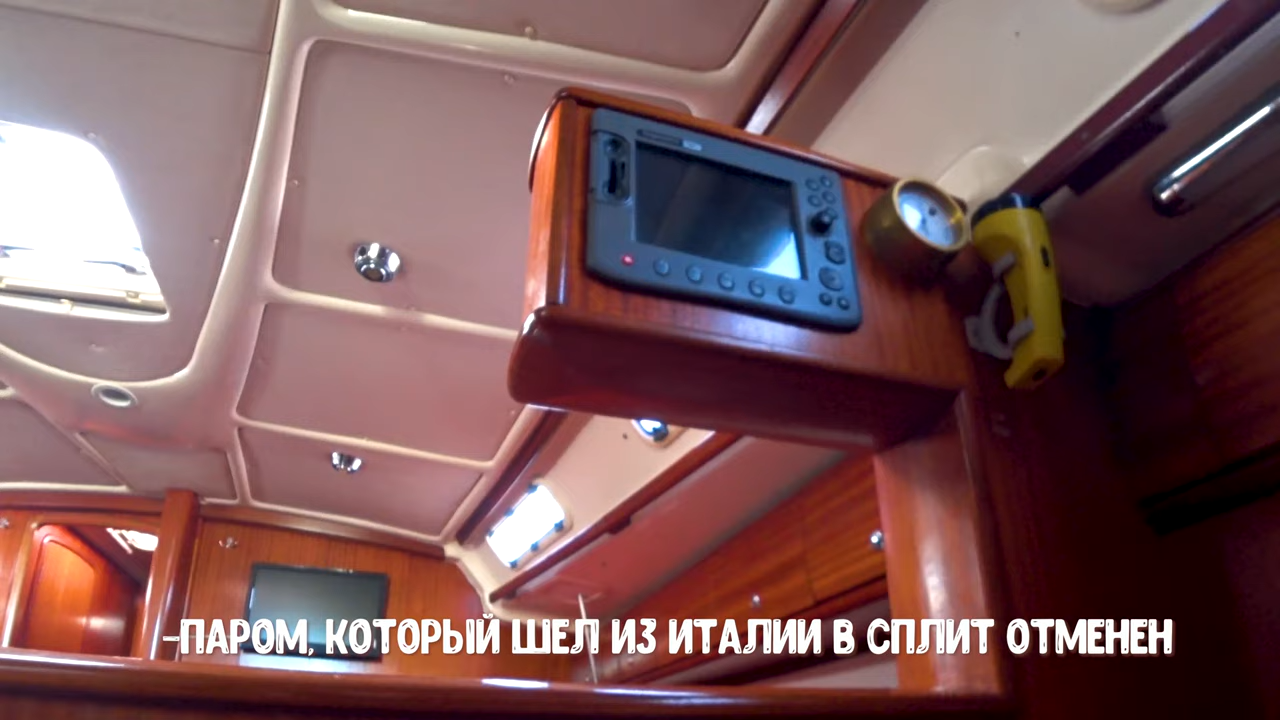 -ПАРОМ, КОТОРЫЙ ШЕЛ ИЗ ИТАЛИИ В СПЛИТ ОТМЕНЕН